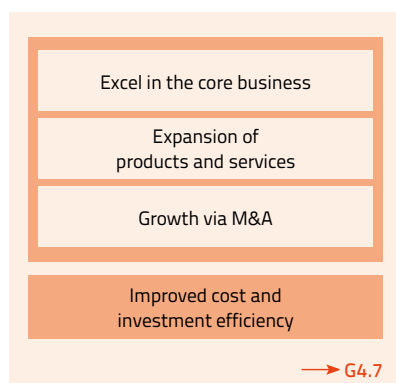 Excel in the core business
Expansion of
products and services
Growth via M&A
Improved cost and
investment efficiency
→ G4.7